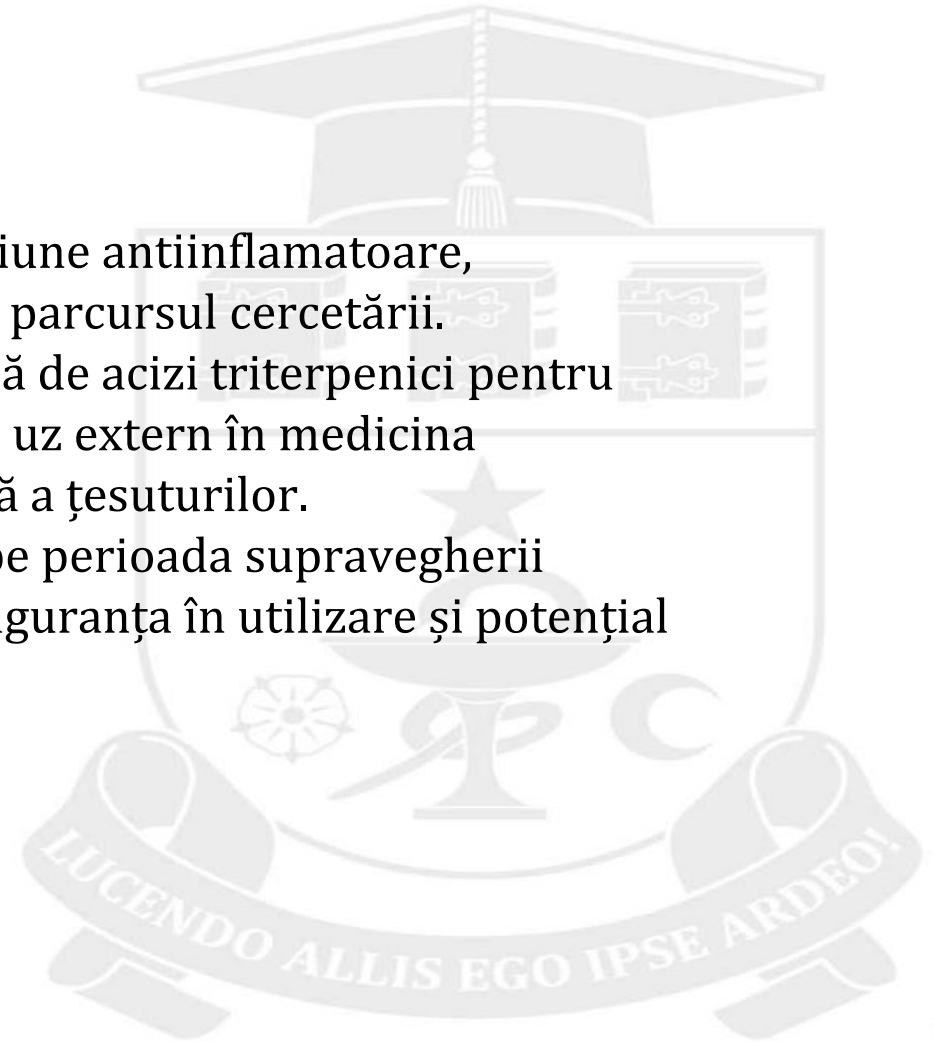 iune antiinflamatoare,
parcursul cercetării.
ă de acizi triterpenici pentru
uz extern în medicina
ă a țesuturilor.
pe perioada supravegherii
guranța în utilizare și potențial
LUCENDO ALLIS EGO IPSE ARDEO!